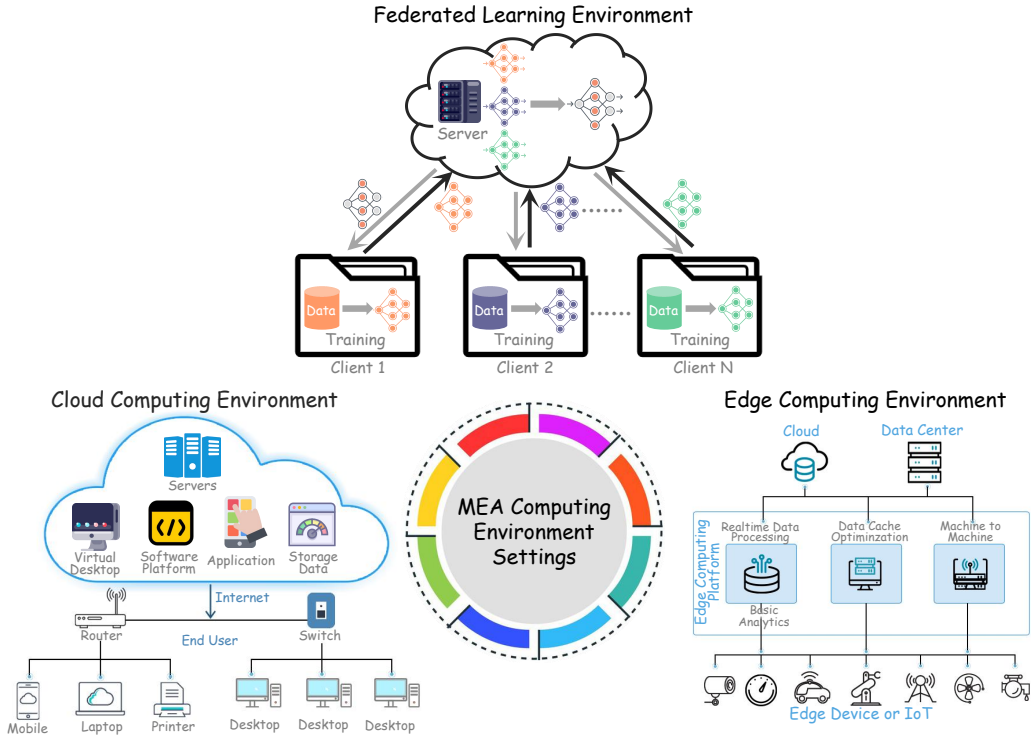 Federated Learning Environment
Server
Data
Training
Client 1
Data
Training
Client 2
Data
Training
Client N
Cloud Computing Environment
Servers
Virtual
Desktop
Software
Platform
Application
Storage
Data
Internet
Router
End User
Switch
Mobile
Laptop
Printer
Desktop
Desktop
Desktop
MEA Computing
Environment
Settings
Edge Computing Environment
Cloud
Data Center
Edge Computing
Platform
Realtime Data
Processing
Data Cache
Optiminzation
Machine to
Machine
Basic
Analytics
Edge Device or IoT